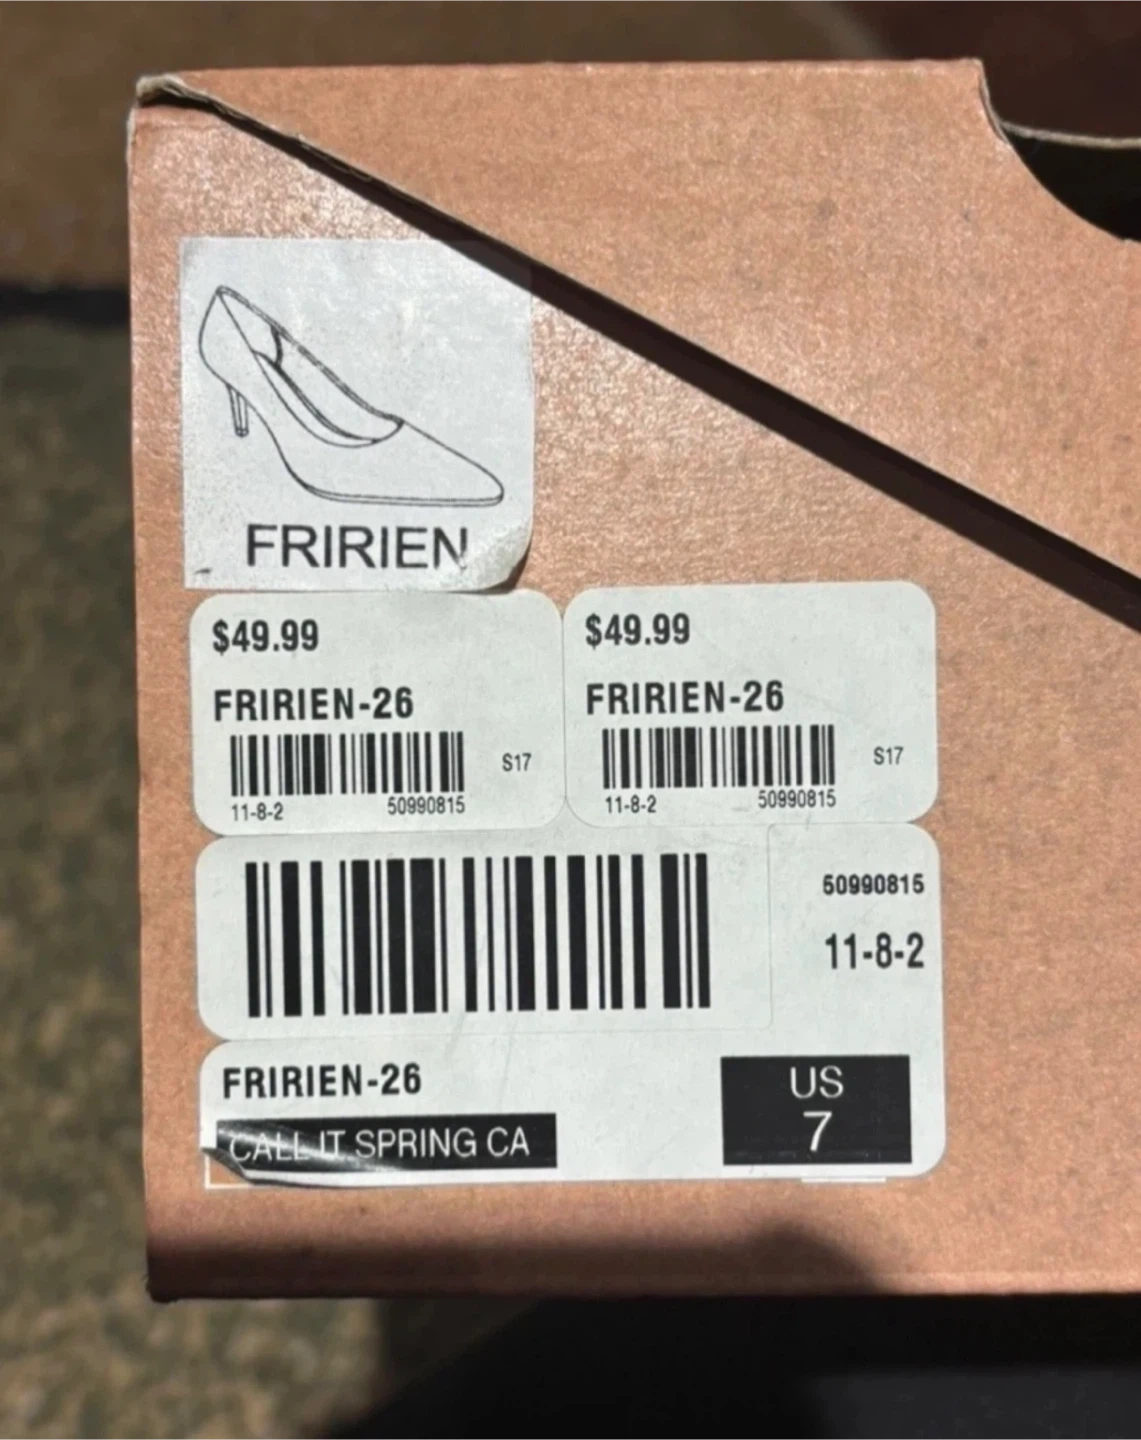 FRIRIEN
$49.99
FRIRIEN-26
S17
11-8-2 50990815
$49.99
FRIRIEN-26
S17
11-8-2 50990815
50990815
11-8-2
FRIRIEN-26
CALL IT SPRING CA
US
7